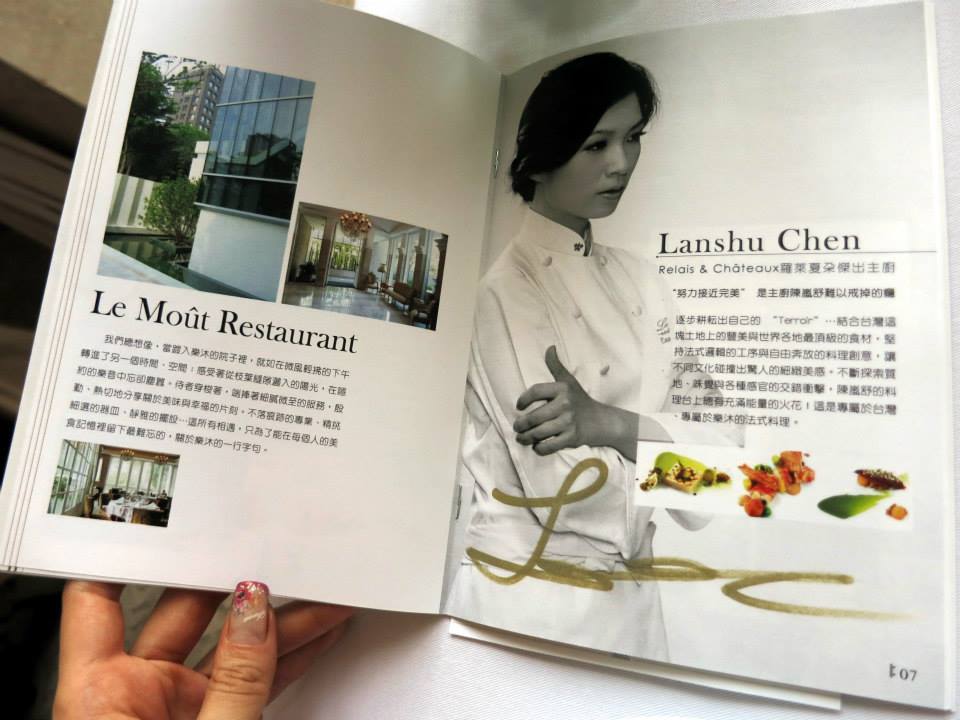 Le Moût Restaurant
我們總想像，當踏入樂沐的院子裡，就如在微風輕拂的下午
轉進了另一個時間、空間；感受著從枝葉縫隙灑入的陽光，在隱
約的樂音中忘卻塵囂。侍者穿梭著，端捧著細膩微至的服務，殷
勤、熱切地分享關於美味與幸福的片刻，不落痕跡的專業、精挑
細選的器皿、靜雅的擺設…這所有相遇，只為了能在每個人的美
食記憶裡留下最難忘的，關於樂沐的一行字句。
Lanshu Chen
Relais & Châteaux羅萊夏朵傑出主廚
“努力接近完美” 是主廚陳嵐舒難以戒掉的癮
逐步耕耘出自己的 “Terroir”…結合台灣這
塊土地上的豐美與世界各地最頂級的食材，堅
持法式邏輯的工序與自由奔放的料理創意，讓
不同文化碰撞出驚人的細緻美感。不斷探索質
地、味覺與各種感官的交錯衝擊，陳嵐舒的料
理台上總有充滿能量的火花！這是專屬於台灣
、專屬於樂沐的法式料理。
07